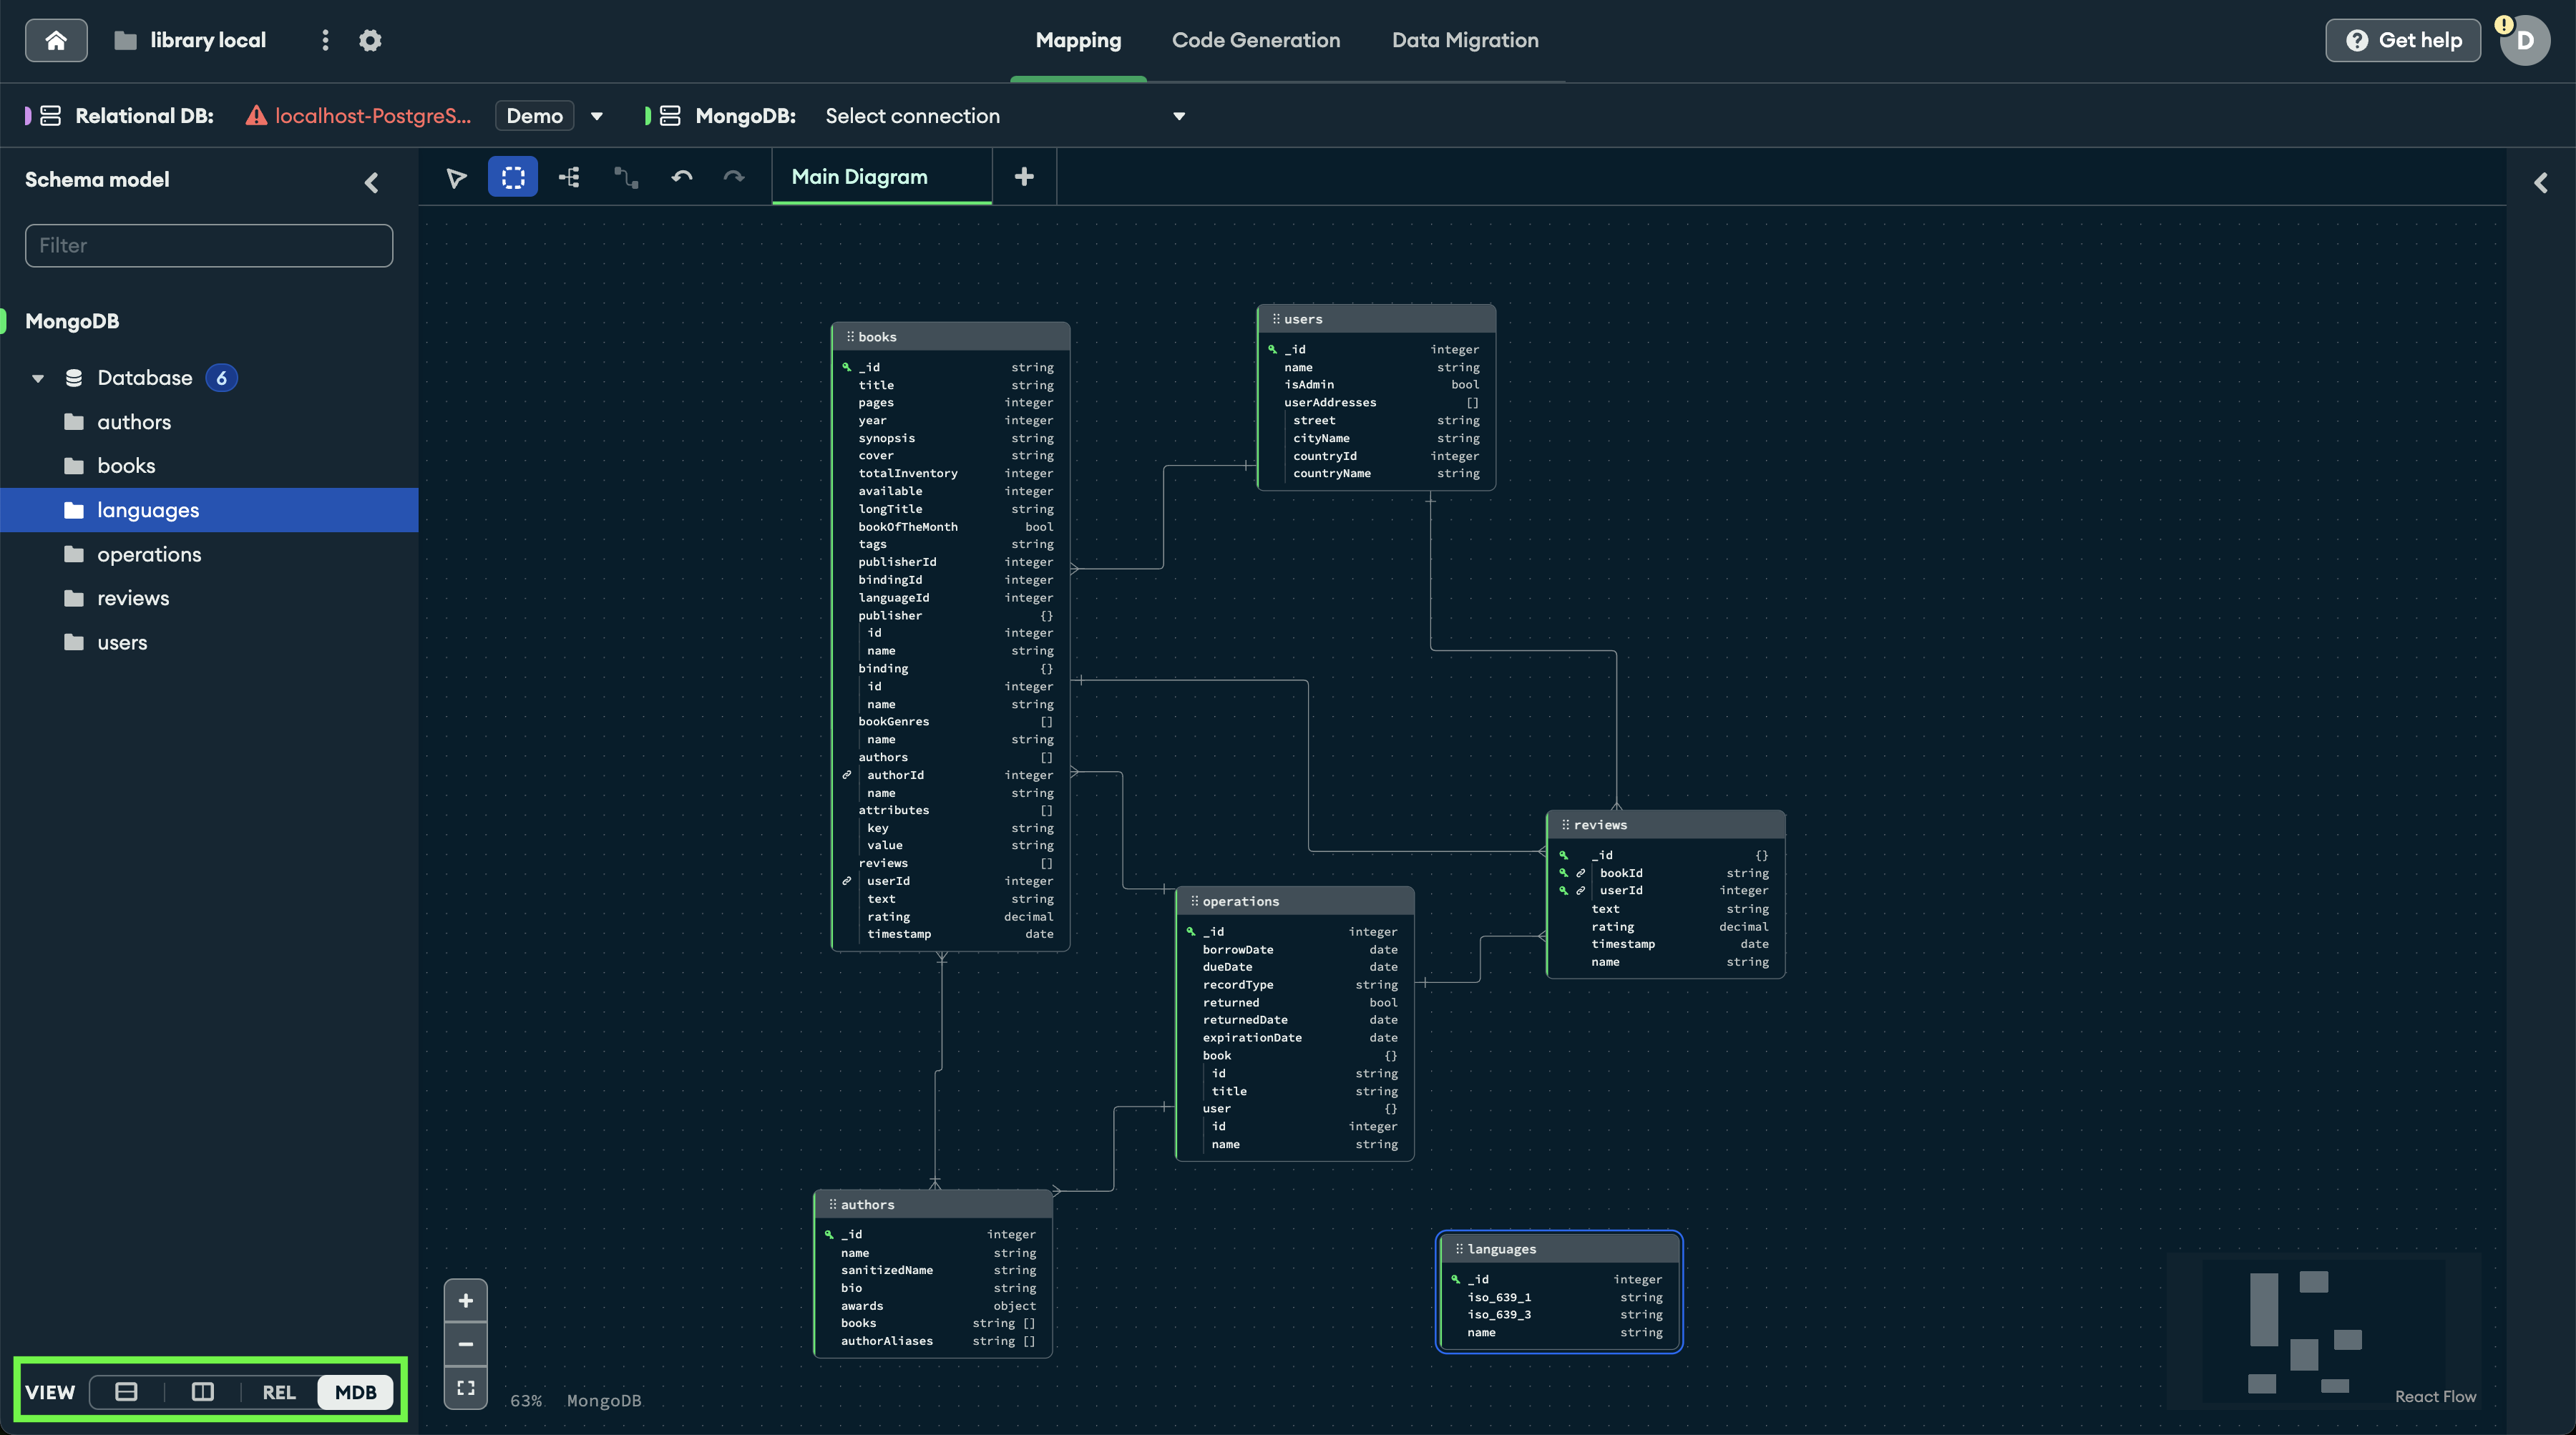 library local
Mapping
Code Generation
Data Migration
Get help
!
D
Relational DB:
localhost-PostgreS...
Demo
MongoDB:
Select connection
Schema model
Main Diagram
Filter
MongoDB
Database 6
authors
books
languages
operations
reviews
users
books
_id string
title string
pages integer
year integer
synopsis string
cover string
totalInventory integer
available integer
longTitle string
bookOfTheMonth bool
tags string
publisherId integer
bindingId integer
languageId integer
publisher {}
id integer
name string
binding {}
id integer
name string
bookGenres []
name string
authors []
authorId integer
name string
attributes []
key string
value string
reviews []
userId integer
text string
rating decimal
timestamp date
users
_id integer
name string
isAdmin bool
userAddresses []
street string
cityName string
countryId integer
countryName string
reviews
_id {}
bookId string
userId integer
text string
rating decimal
timestamp date
name string
operations
_id integer
borrowDate date
dueDate date
recordType string
returned bool
returnedDate date
expirationDate date
book {}
id string
title string
user {}
id integer
name string
authors
_id integer
name string
sanitizedName string
bio string
awards object
books string []
authorAliases string []
languages
_id integer
iso_639_1 string
iso_639_3 string
name string
VIEW
REL
MDB
63% MongoDB
React Flow